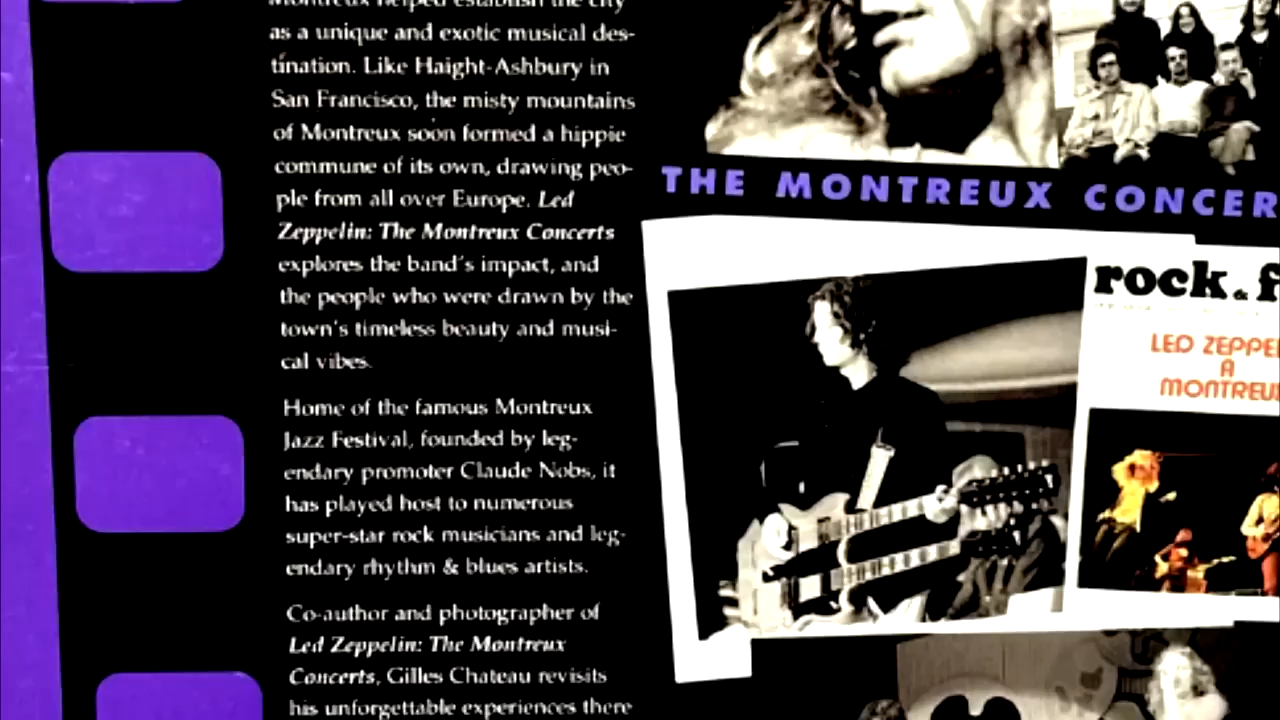 Montreux helped establish the city
as a unique and exotic musical des-
tination. Like Haight-Ashbury in
San Francisco, the misty mountains
of Montreux soon formed a hippie
commune of its own, drawing peo-
ple from all over Europe. Led
Zeppelin: The Montreux Concerts
explores the band's impact, and
the people who were drawn by the
town's timeless beauty and musi-
cal vibes.
Home of the famous Montreux
Jazz Festival, founded by leg-
endary promoter Claude Nobs, it
has played host to numerous
super-star rock musicians and leg-
endary rhythm & blues artists.
Co-author and photographer of
Led Zeppelin: The Montreux
Concerts, Gilles Chateau revisits
his unforgettable experiences there
THE MONTREUX CONCER
rock & f
LED ZEPPE
A
MONTREU